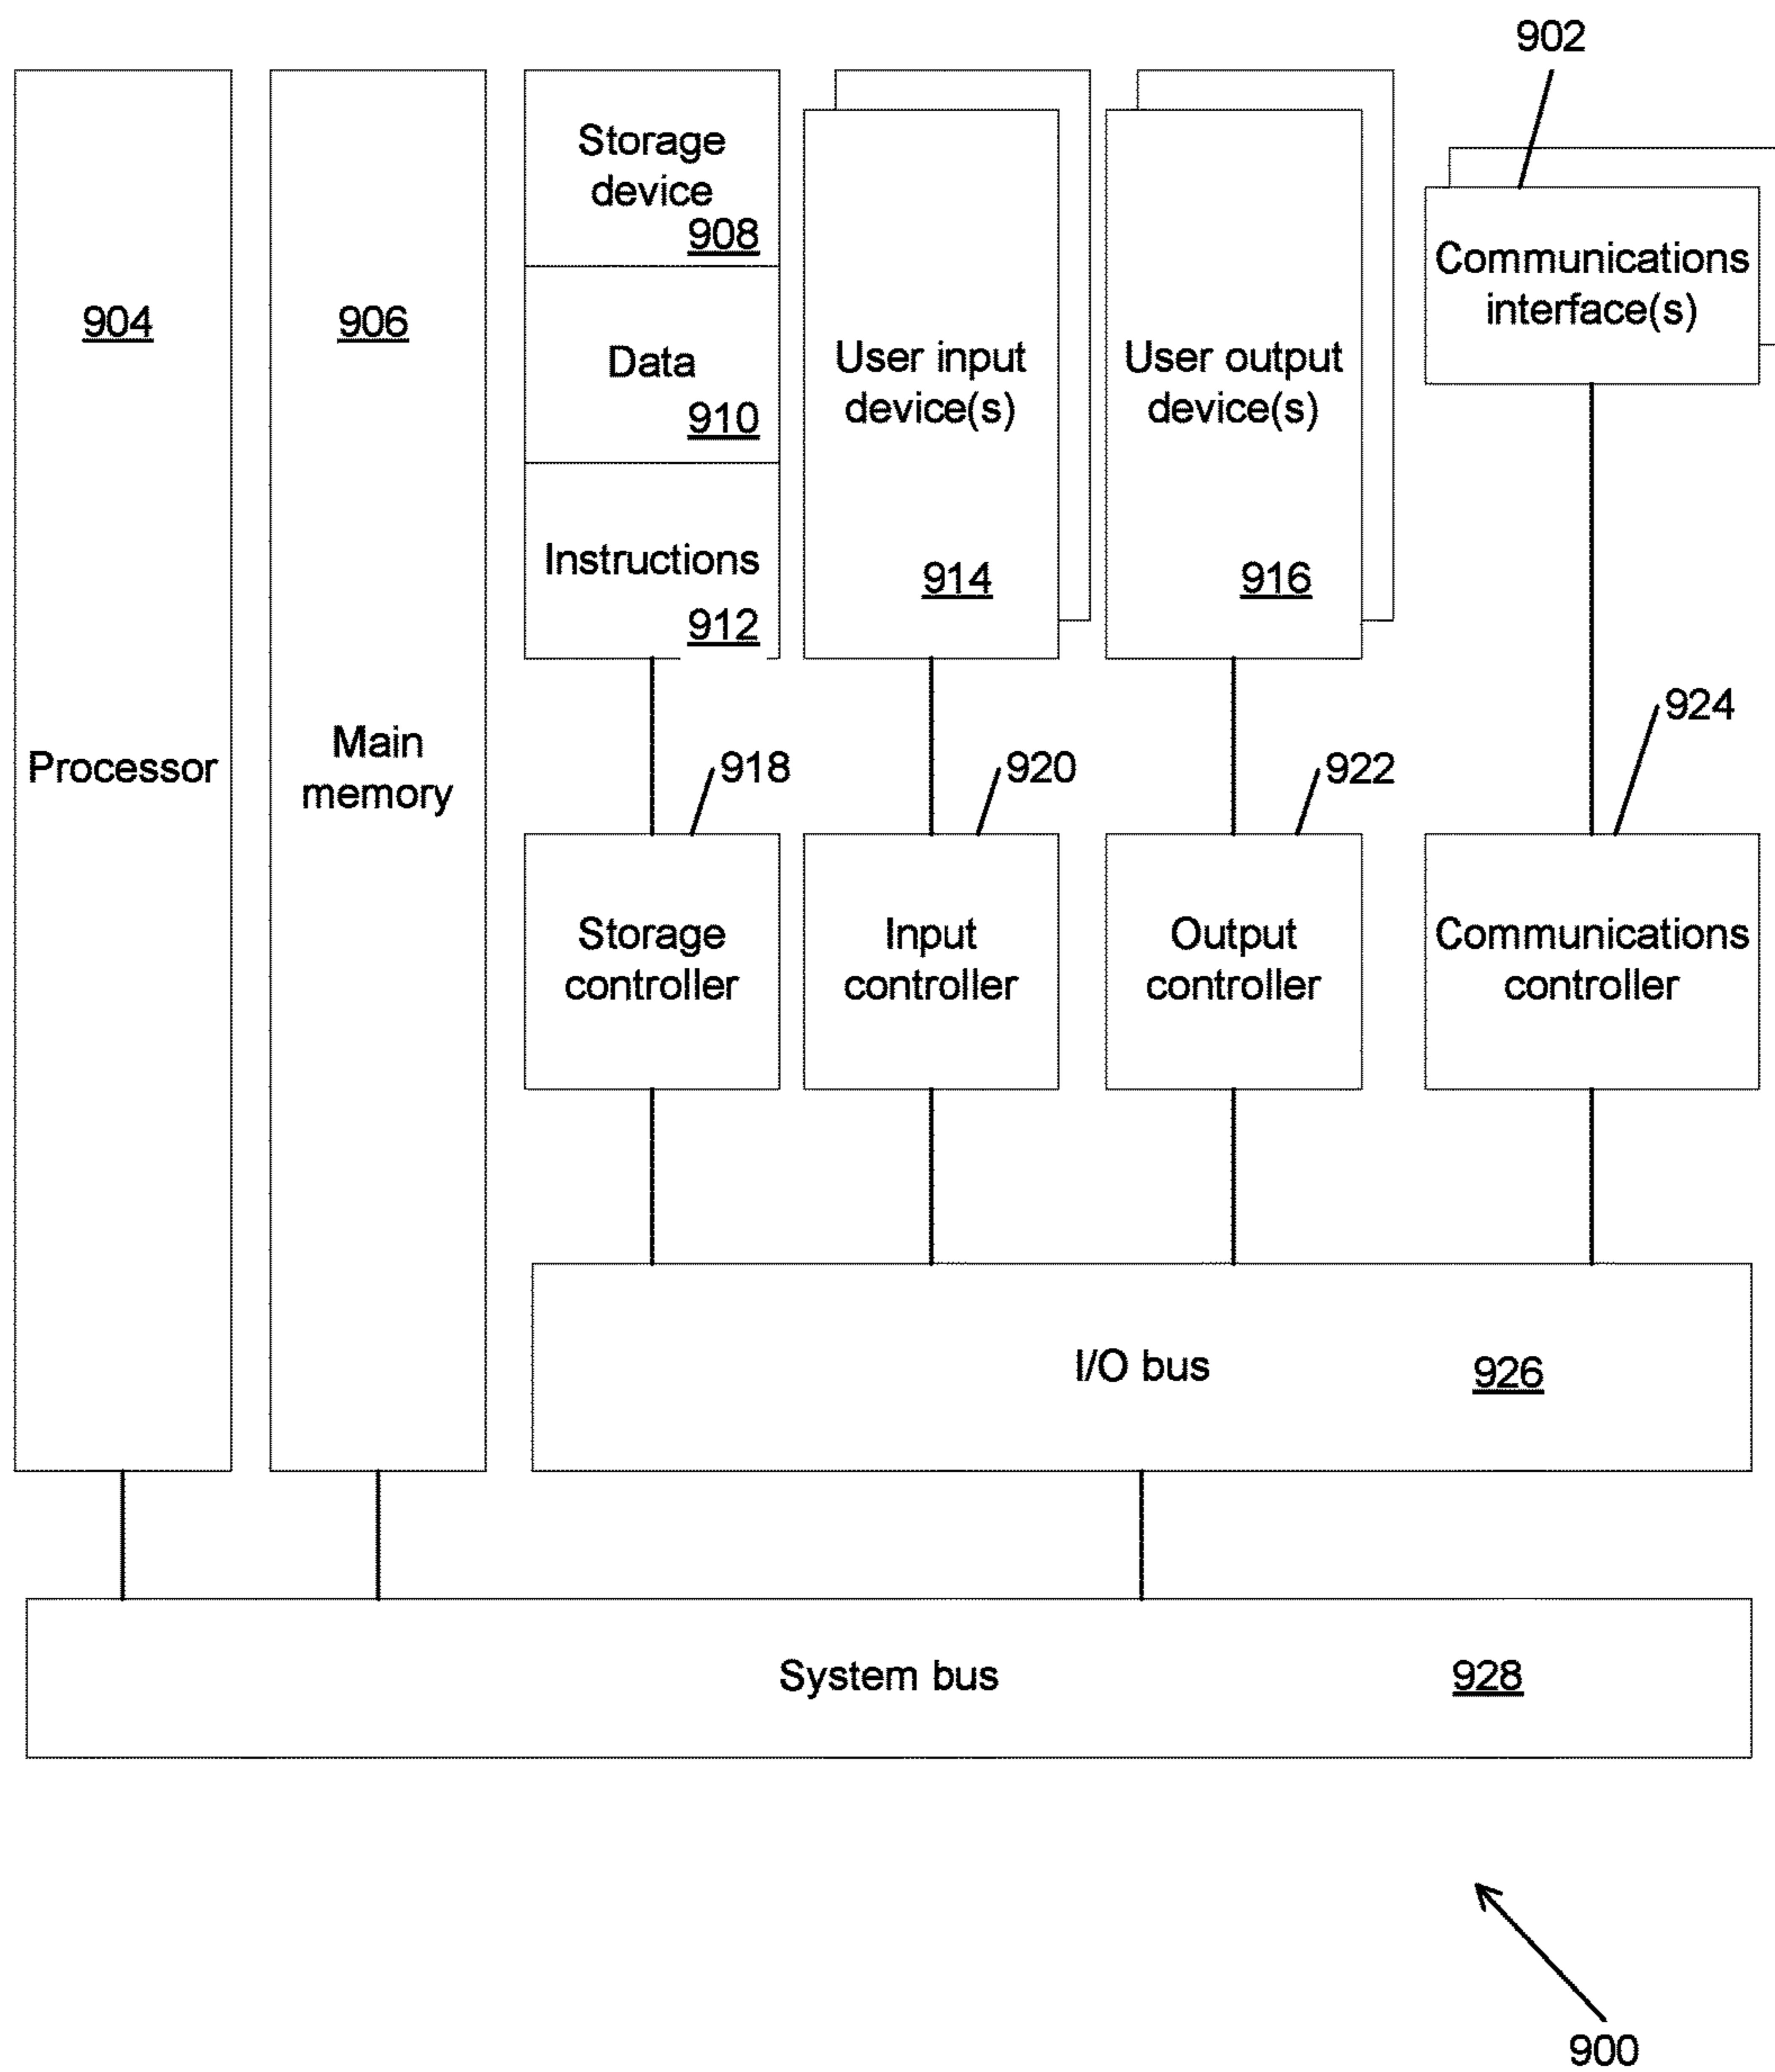 902
Storage
device
908
904
906
Communications
interface(s)
Data
910
User input
device(s)
User output
device(s)
Instructions
912
914
916
924
Processor
Main
memory
918
920
922
Storage
controller
Input
controller
Output
controller
Communications
controller
I/O bus
926
System bus
928
900